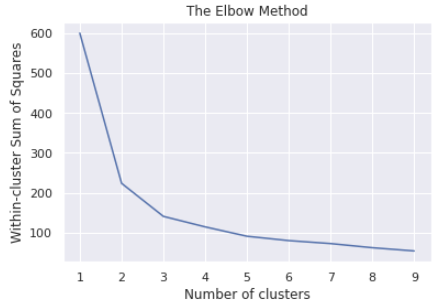 The Elbow Method
Within-cluster Sum of Squares
600
500
400
300
200
100
1 2 3 4 5 6 7 8 9
Number of clusters